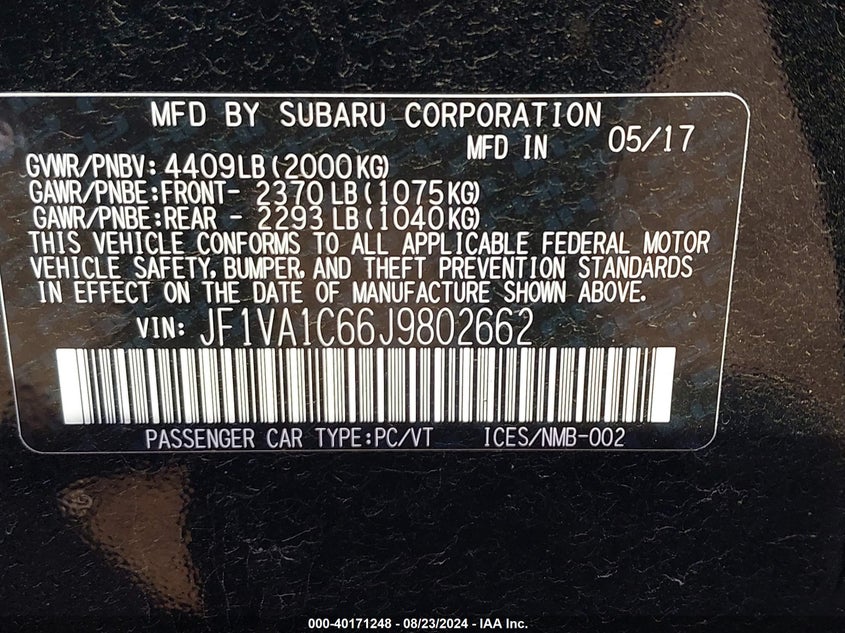 MFD BY SUBARU CORPORATION
MFD IN 05/17
GVWR/PNBV: 4409LB(2000KG)
GAWR/PNBE:FRONT- 2370 LB(1075KG)
GAWR/PNBE:REAR - 2293 LB(1040KG)
THIS VEHICLE CONFORMS TO ALL APPLICABLE FEDERAL MOTOR
VEHICLE SAFETY, BUMPER, AND THEFT PREVENTION STANDARDS
IN EFFECT ON THE DATE OF MANUFACTURE SHOWN ABOVE.
VIN: JF1VA1C66J9802662
PASSENGER CAR TYPE:PC/VT ICES/NMB-002
000-40171248 - 08/23/2024 - IAA Inc.